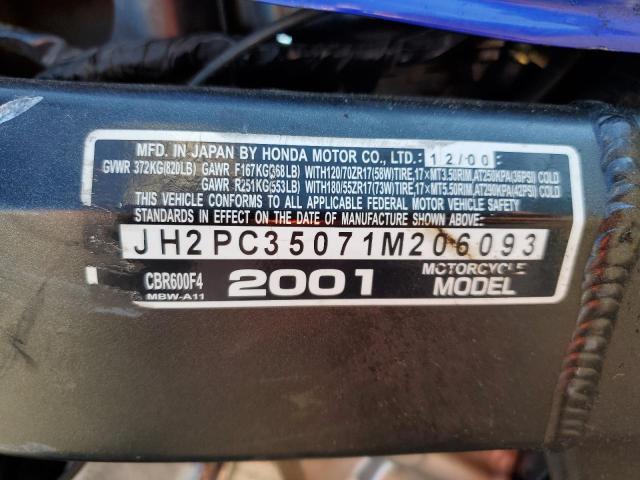 MFD. IN JAPAN BY HONDA MOTOR CO., LTD. 12/00
GVWR 372KG(820LB) GAWR F167KG(368LB) WITH120/70ZR17(58W)TIRE,17×MT3.50RIM,AT250KPA(36PSI) COLD
GAWR R251KG(553LB) WITH180/55ZR17(73W)TIRE,17×MT5.50RIM,AT290KPA(42PSI) COLD
THIS VEHICLE CONFORMS TO ALL APPLICABLE FEDERAL MOTOR VEHICLE SAFETY
STANDARDS IN EFFECT ON THE DATE OF MANUFACTURE SHOWN ABOVE.
JH2PC35071M206093
CBR600F4 2001 MOTORCYCLE
MBW-A11 MODEL